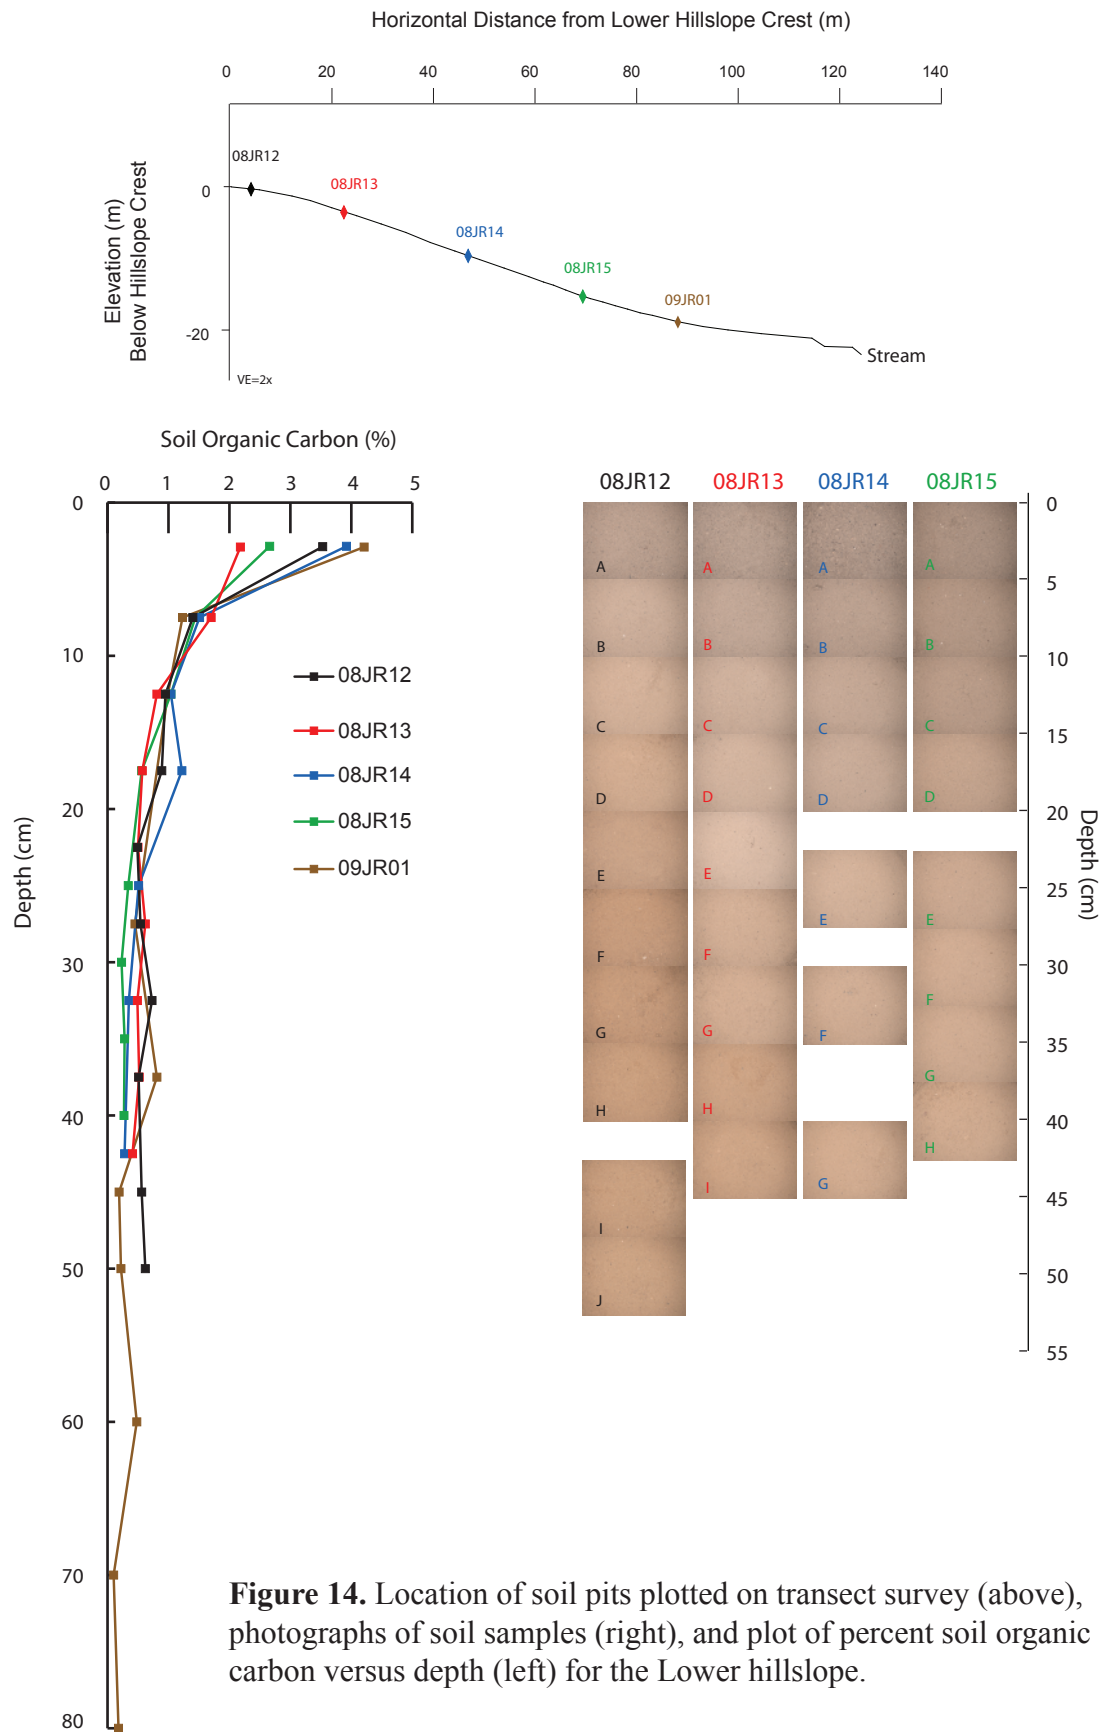 Horizontal Distance from Lower Hillslope Crest (m)
0 20 40 60 80 100 120 140
Elevation (m)
Below Hillslope Crest
0
-20
08JR12
08JR13
08JR14
08JR15
09JR01
Stream
VE=2x
Soil Organic Carbon (%)
0 1 2 3 4 5
Depth (cm)
0
10
20
30
40
50
60
70
80
08JR12
08JR13
08JR14
08JR15
09JR01
08JR12 08JR13 08JR14 08JR15
A
B
C
D
E
F
G
H
I
J
A
B
C
D
E
F
G
H
I
A
B
C
D
E
F
G
A
B
C
D
E
F
G
H
0
5
10
15
20
25
30
35
40
45
50
55
Depth (cm)
Figure 14. Location of soil pits plotted on transect survey (above),
photographs of soil samples (right), and plot of percent soil organic
carbon versus depth (left) for the Lower hillslope.